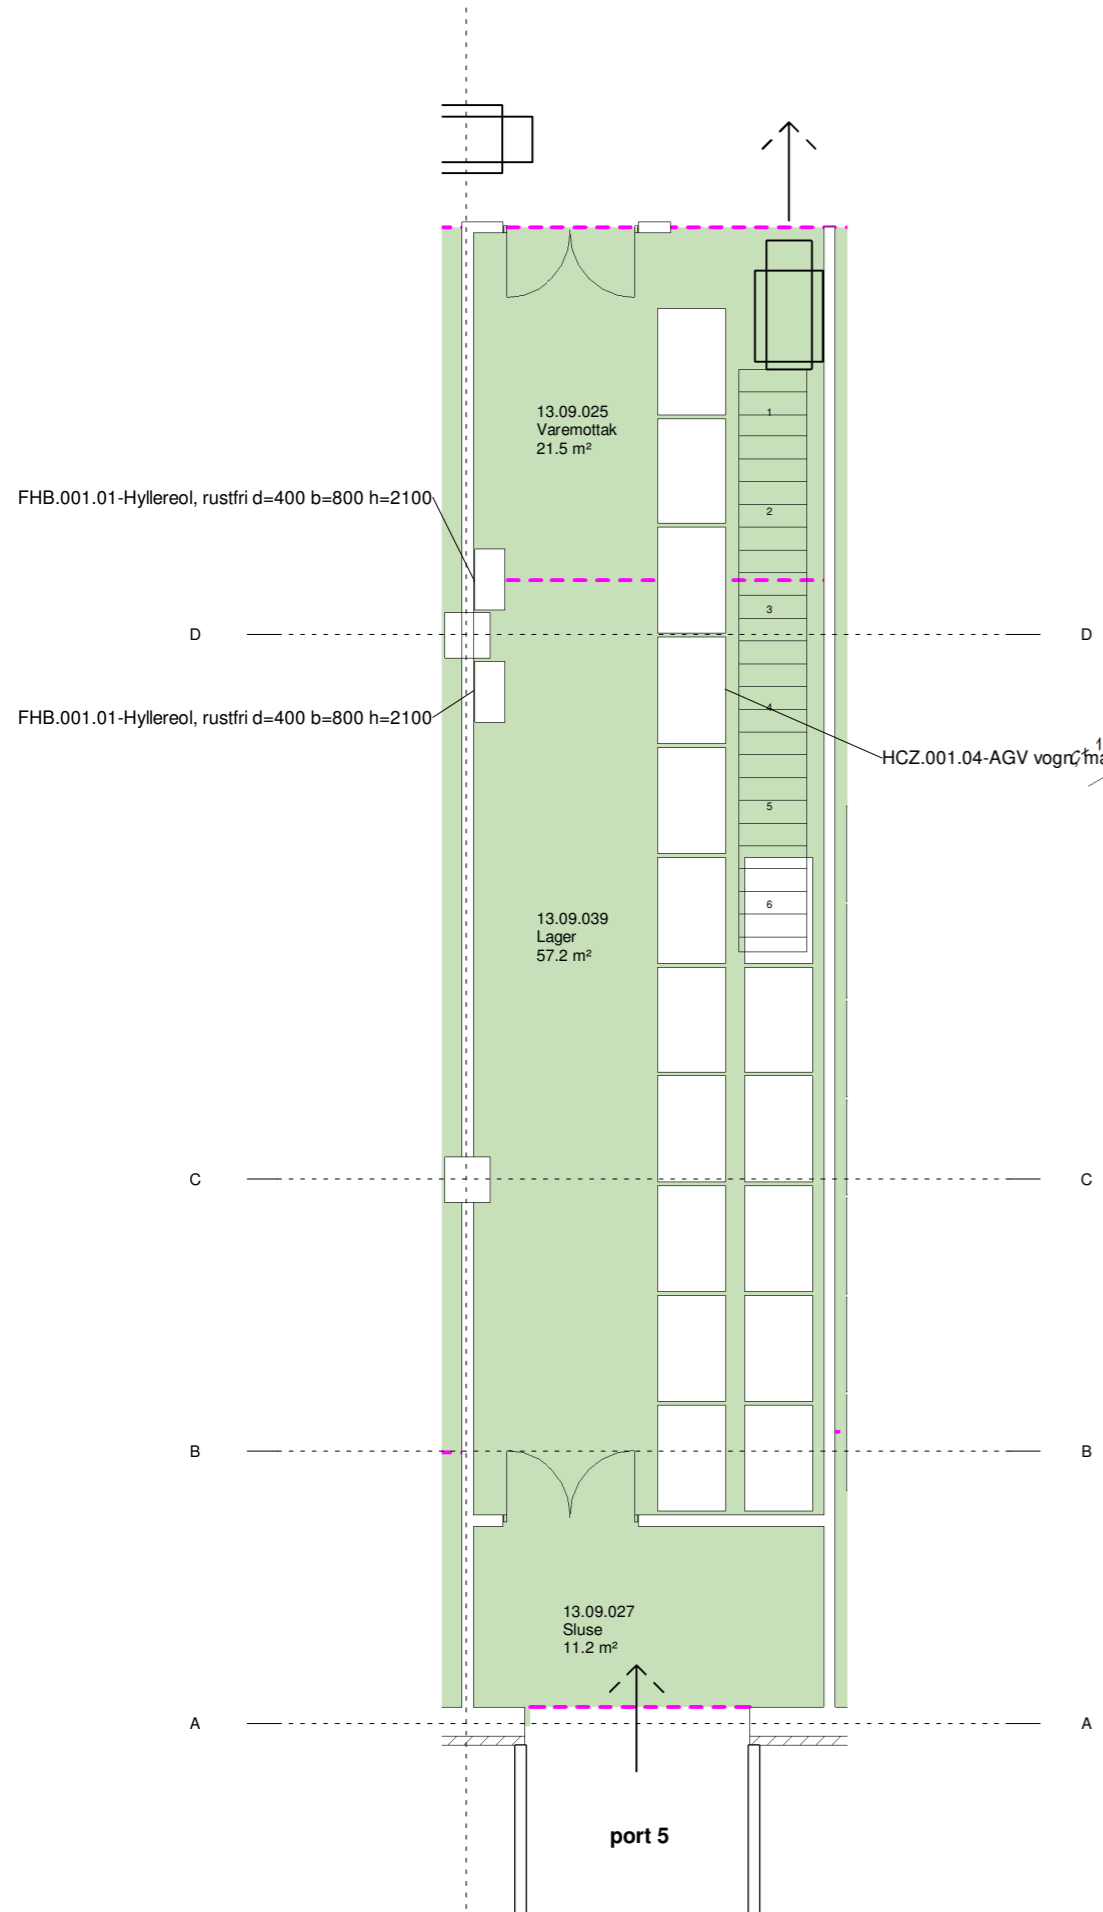 13.09.025
Varemottak
21.5 m²
1
2
FHB.001.01-Hyllereol, rustfri d=400 b=800 h=2100
3
D
D
4
FHB.001.01-Hyllereol, rustfri d=400 b=800 h=2100
1
HCZ.001.04-AGV vogn,
5
6
13.09.039
Lager
57.2 m²
C
C
B
B
13.09.027
Sluse
11.2 m²
A
A
port 5